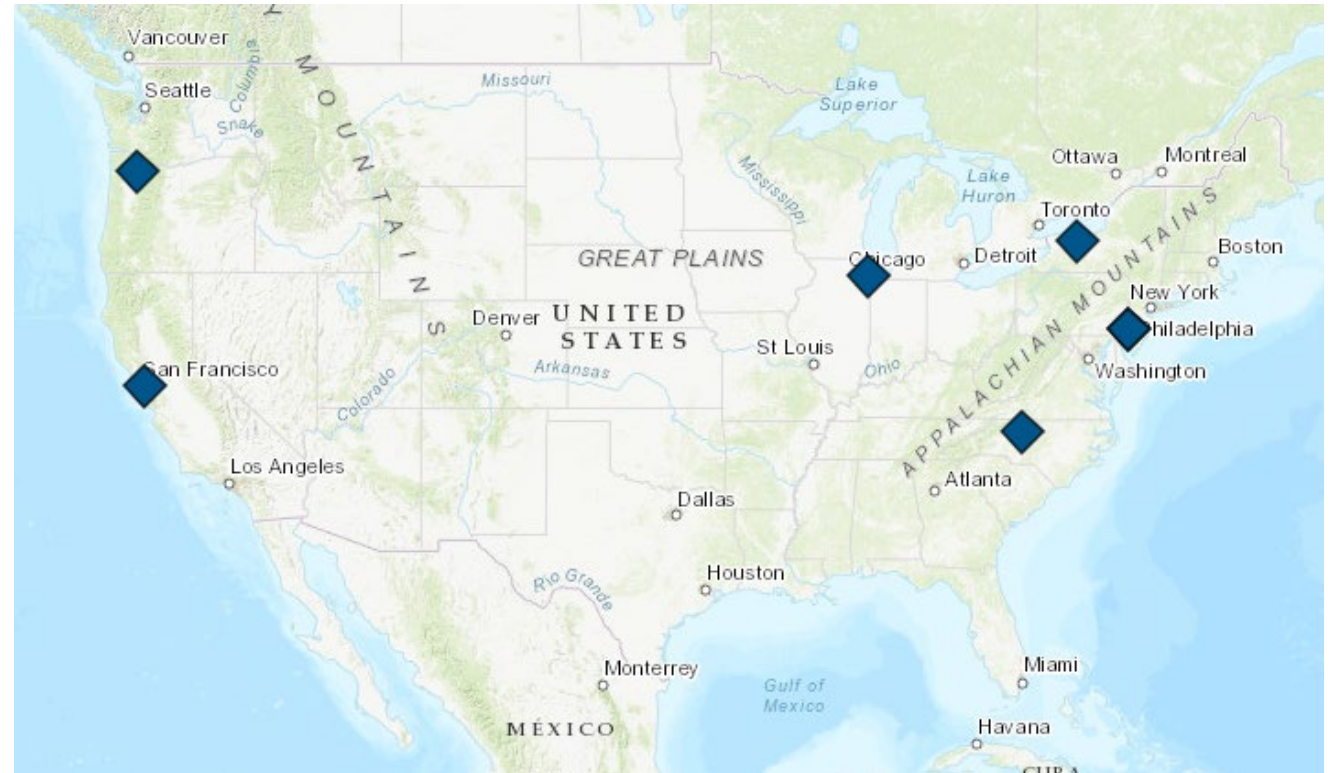 Vancouver
Seattle
Columbia
Snake
Y MOUNTAINS
Missouri
Mississippi
Lake
Superior
Lake
Huron
Ottawa
Montreal
Toronto
Detroit
Boston
Chicago
GREAT PLAINS
New York
Philadelphia
Washington
APPALACHIAN MOUNTAINS
Denver
UNITED
STATES
St Louis
Ohio
Arkansas
Colorado
San Francisco
Los Angeles
Atlanta
Dallas
Houston
Rio Grande
Monterrey
Gulf of
Mexico
Miami
Havana
MÉXICO
CUBA